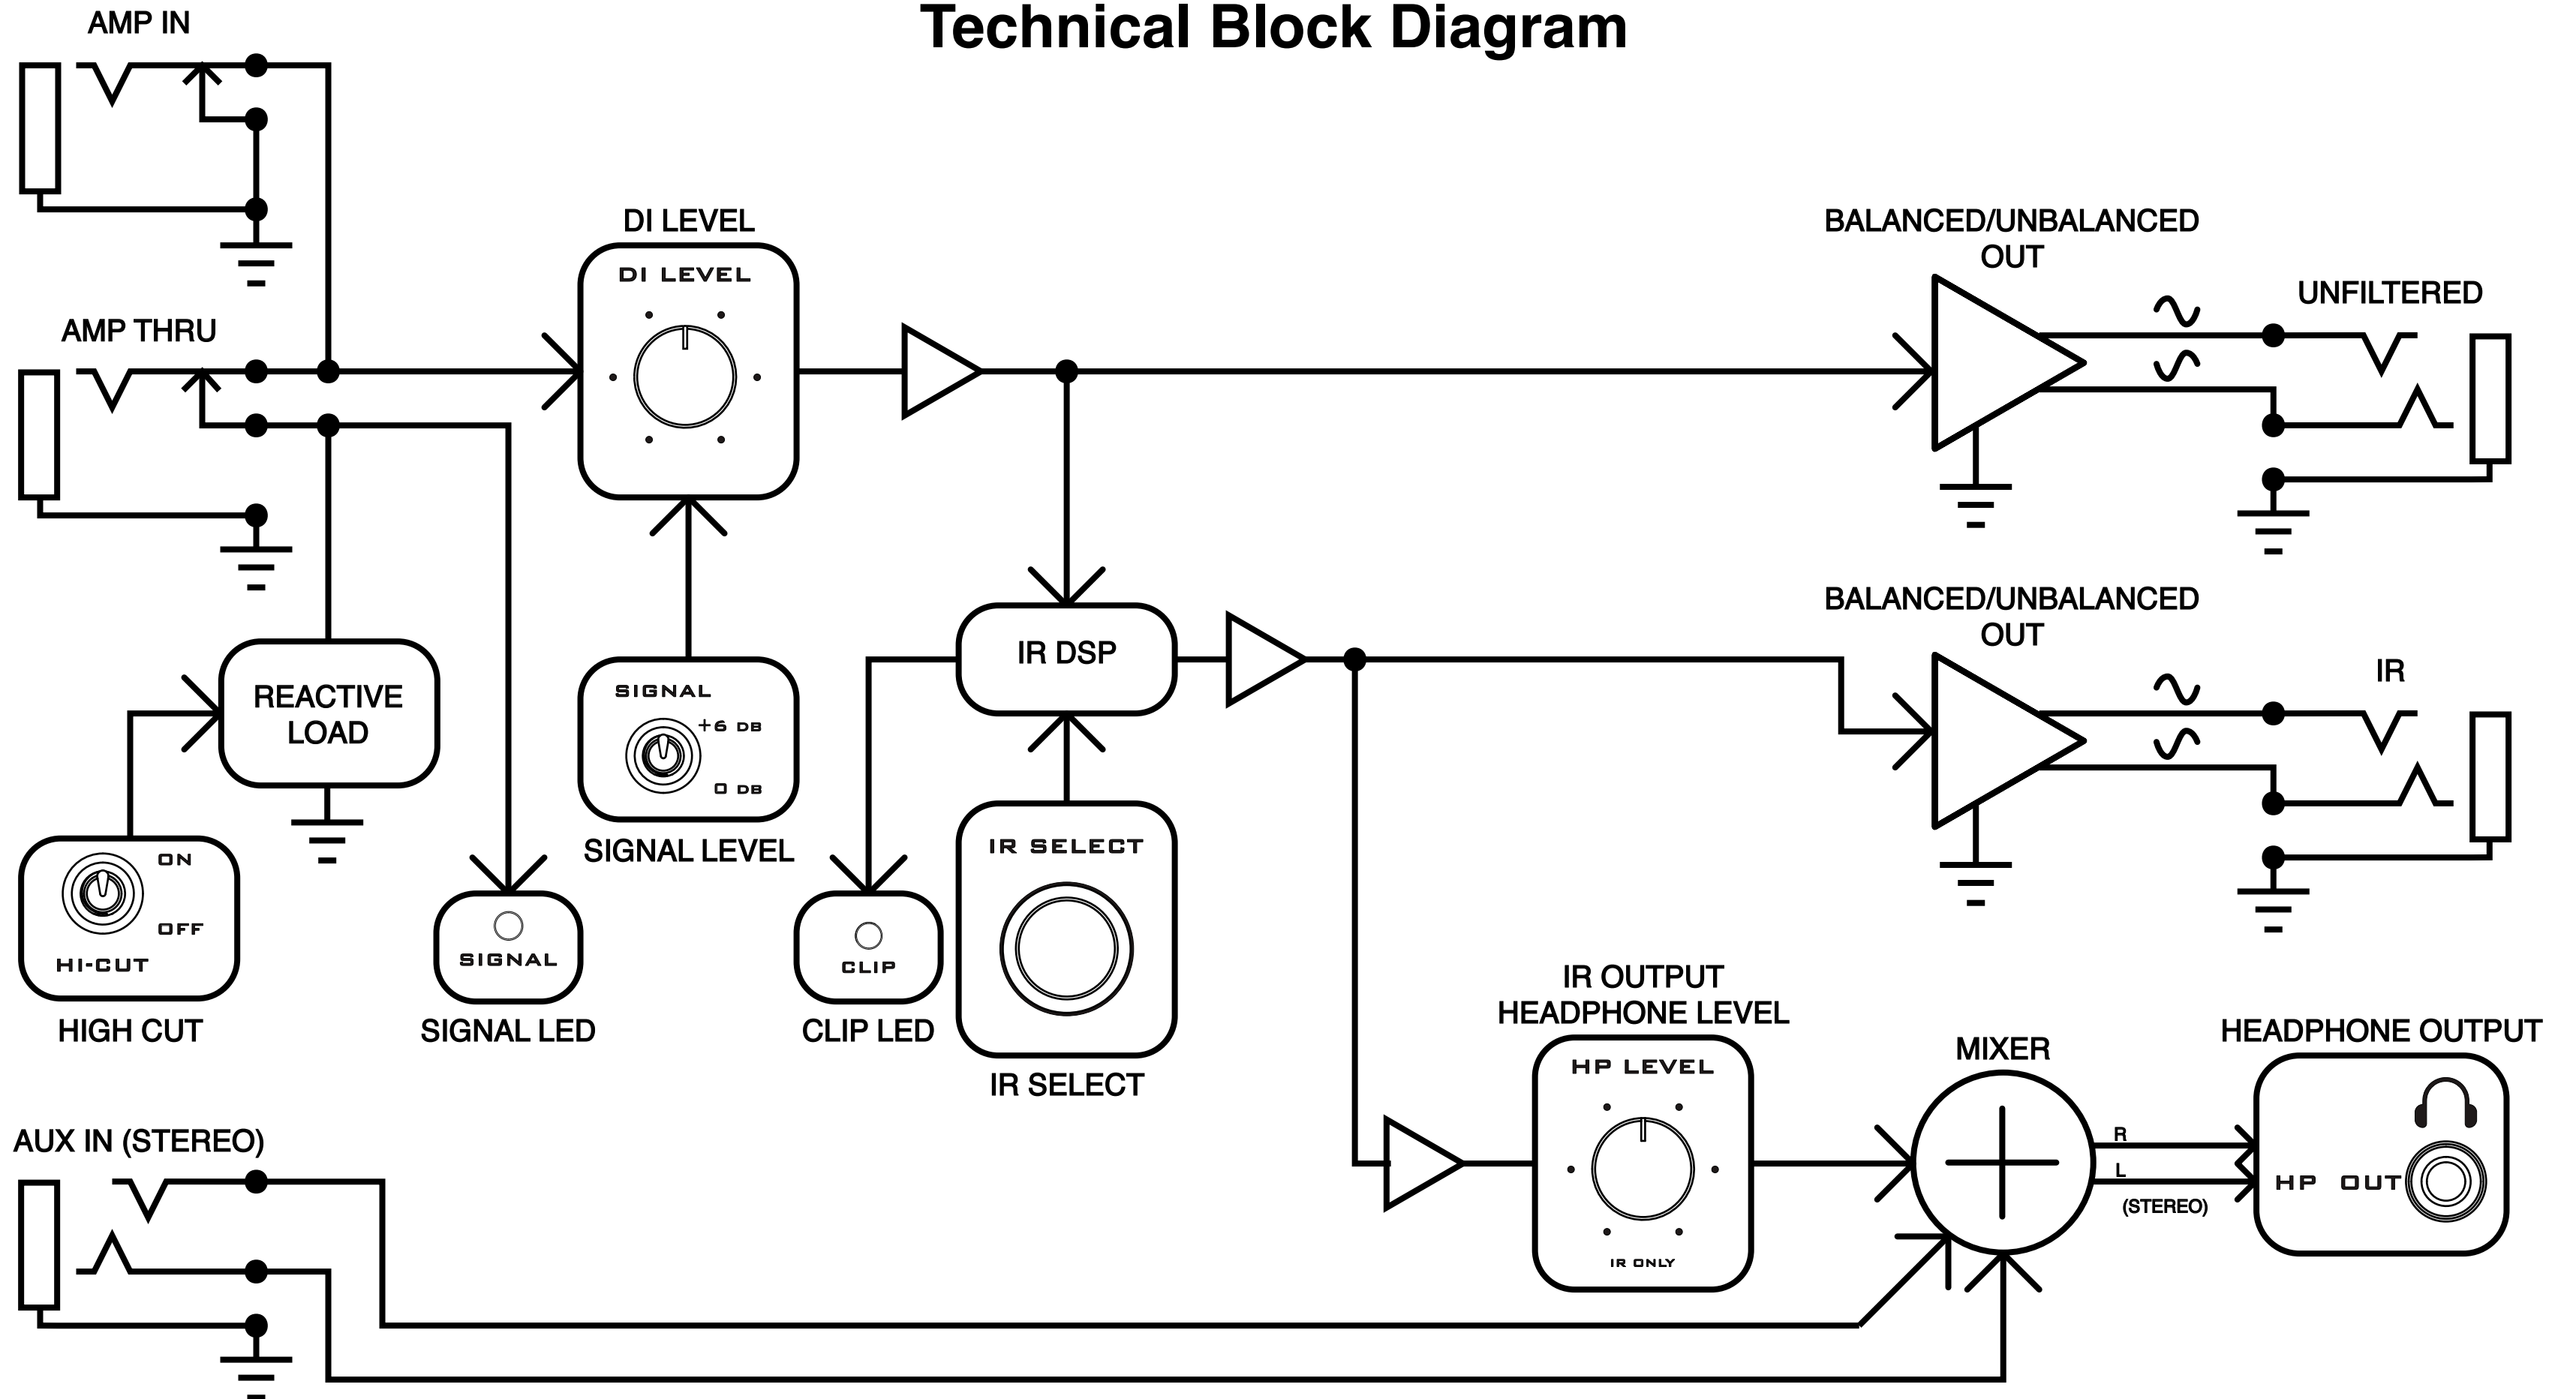 Technical Block Diagram
AMP IN
AMP THRU
DI LEVEL
DI LEVEL
BALANCED/UNBALANCED
OUT
UNFILTERED
REACTIVE
LOAD
ON
OFF
HI-CUT
HIGH CUT
SIGNAL
SIGNAL LED
SIGNAL
+6 DB
0 DB
SIGNAL LEVEL
IR DSP
CLIP
CLIP LED
IR SELECT
IR SELECT
BALANCED/UNBALANCED
OUT
IR
IR OUTPUT
HEADPHONE LEVEL
HP LEVEL
IR ONLY
MIXER
R
L
(STEREO)
HEADPHONE OUTPUT
HP OUT
AUX IN (STEREO)